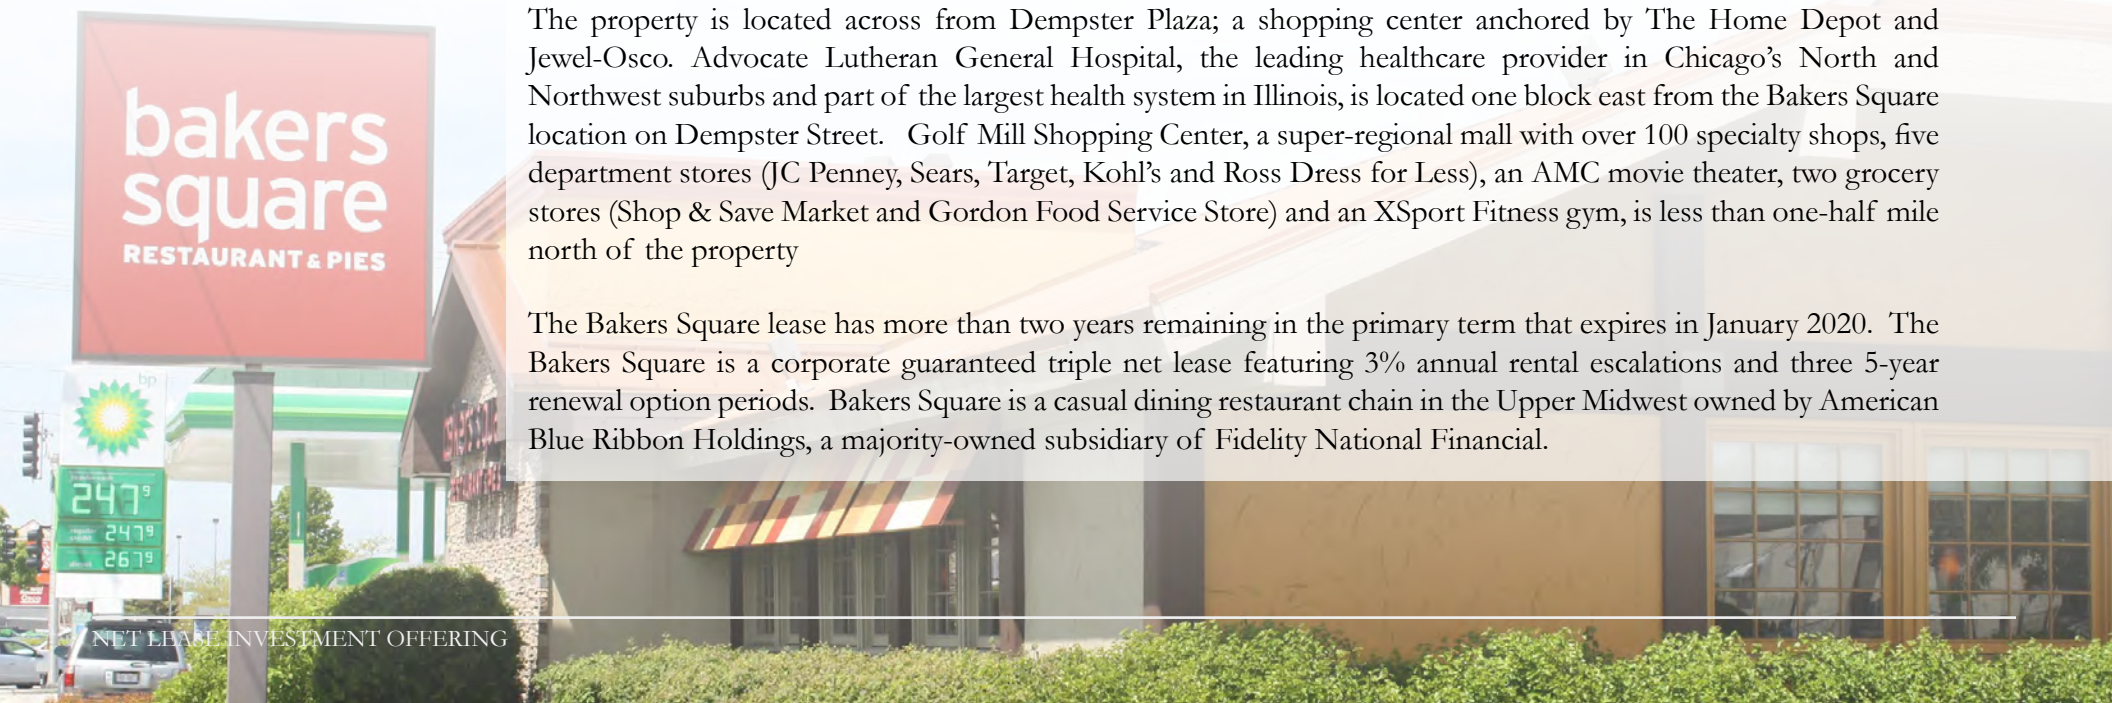 The property is located across from Dempster Plaza; a shopping center anchored by The Home Depot and
Jewel-Osco. Advocate Lutheran General Hospital, the leading healthcare provider in Chicago's North and
Northwest suburbs and part of the largest health system in Illinois, is located one block east from the Bakers Square
location on Dempster Street. Golf Mill Shopping Center, a super-regional mall with over 100 specialty shops, five
department stores (JC Penney, Sears, Target, Kohl's and Ross Dress for Less), an AMC movie theater, two grocery
stores (Shop & Save Market and Gordon Food Service Store) and an XSport Fitness gym, is less than one-half mile
north of the property
The Bakers Square lease has more than two years remaining in the primary term that expires in January 2020. The
Bakers Square is a corporate guaranteed triple net lease featuring 3% annual rental escalations and three 5-year
renewal option periods. Bakers Square is a casual dining restaurant chain in the Upper Midwest owned by American
Blue Ribbon Holdings, a majority-owned subsidiary of Fidelity National Financial.
bakers
square
RESTAURANT & PIES
bp
247 9
247 9
267 9
NET LEASE INVESTMENT OFFERING